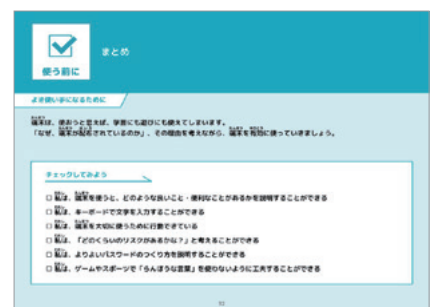 使う前に
まとめ
よき使い手になるために
端末は、使おうと思えば、学習にも遊びにも使えてしまいます。
「なぜ、端末が配布されているのか」、その理由を考えながら、端末を有効に使っていきましょう。
チェックしてみよう
□ 私は、端末を使うと、どのような良いこと・便利なことがあるかを説明することができる
□ 私は、キーボードで文字を入力することができる
□ 私は、端末を大切に使うために行動できている
□ 私は、「どのくらいのリスクがあるかな？」と考えることができる
□ 私は、よりよいパスワードのつくり方を説明することができる
□ 私は、ゲームやスポーツで「らんぼうな言葉」を使わないように工夫することができる